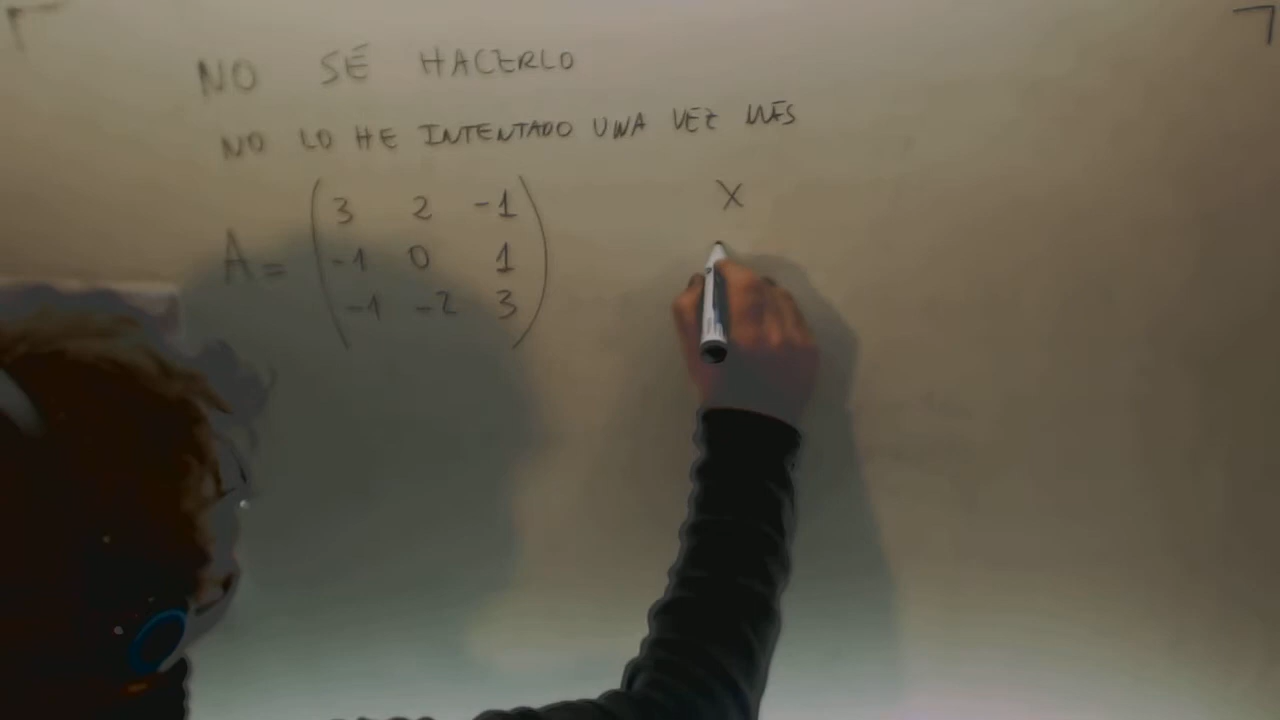 NO SÉ HACERLO
NO LO HE INTENTADO UNA VEZ MÁS
A = ( 3 2 -1
-1 0 1
-1 -2 3 )
X